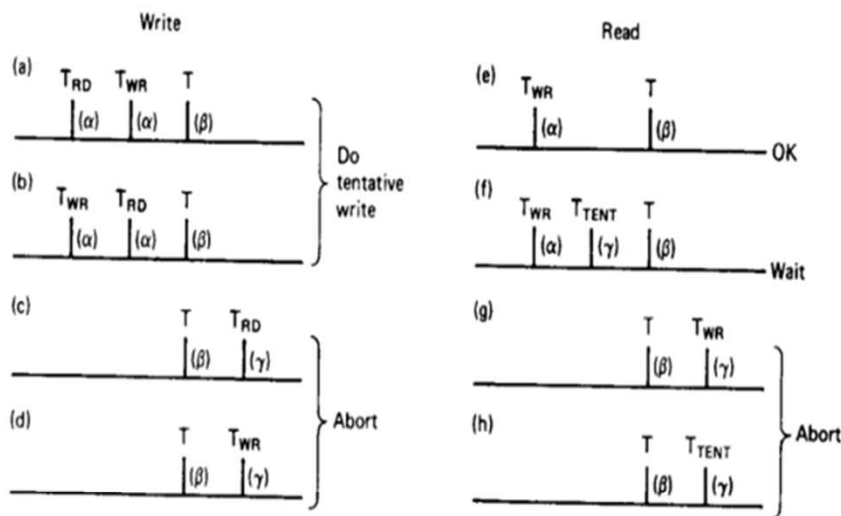 Write
(a)
T_RD T_WR T
(α) (α) (β)
(b)
T_WR T_RD T
(α) (α) (β)
Do
tentative
write
(c)
T T_RD
(β) (γ)
(d)
T T_WR
(β) (γ)
Abort
Read
(e)
T_WR T
(α) (β)
OK
(f)
T_WR T_TENT T
(α) (γ) (β)
Wait
(g)
T T_WR
(β) (γ)
(h)
T T_TENT
(β) (γ)
Abort